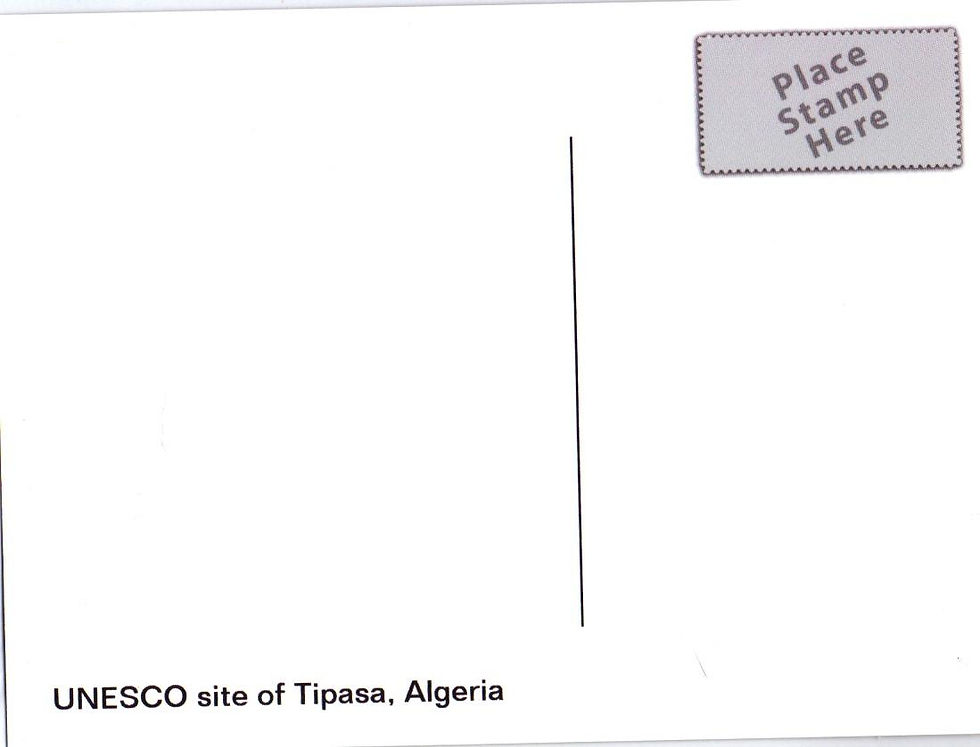 Place
Stamp
Here
UNESCO site of Tipasa, Algeria